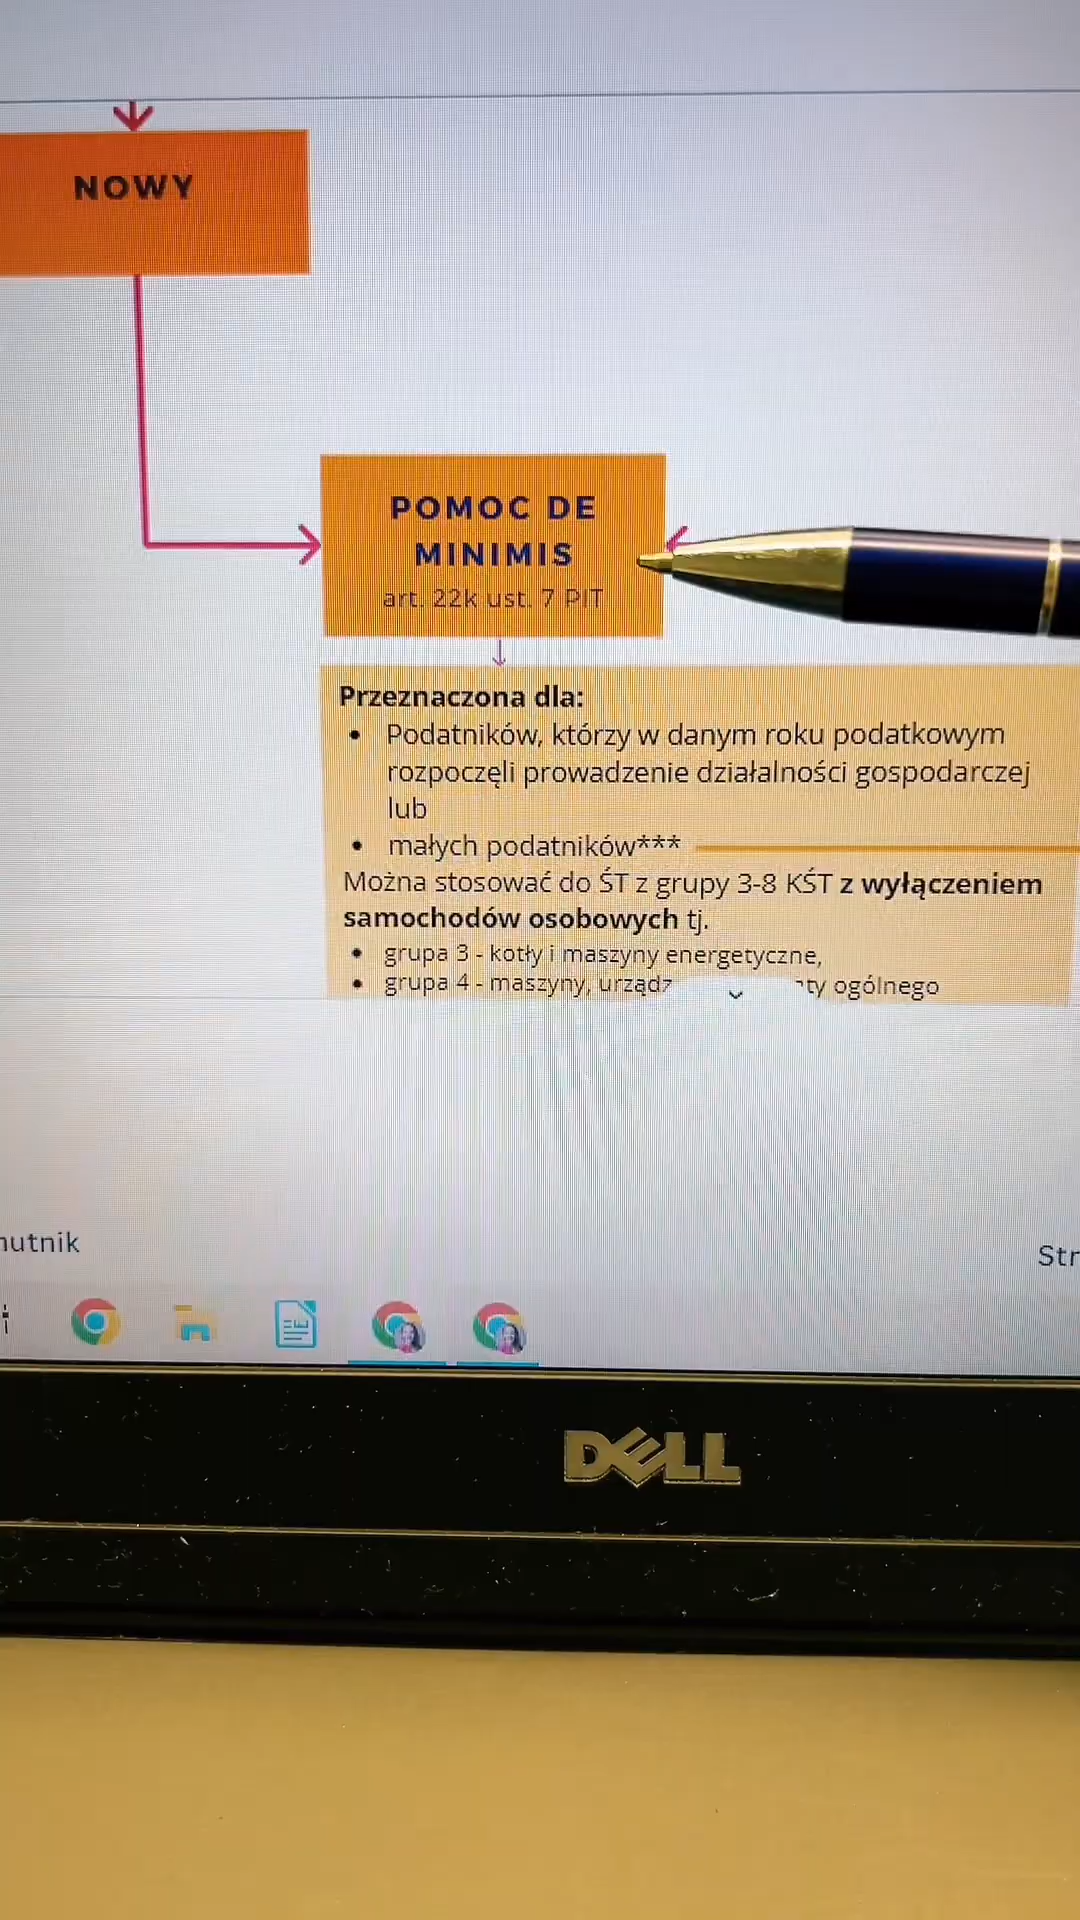 NOWY
POMOC DE
MINIMIS
art. 22k ust. 7 PIT
Przeznaczona dla:
• Podatników, którzy w danym roku podatkowym
rozpoczęli prowadzenie działalności gospodarczej
lub
• małych podatników***
Można stosować do ŚT z grupy 3-8 KŚT z wyłączeniem
samochodów osobowych tj.
• grupa 3 - kotły i maszyny energetyczne,
• grupa 4 - maszyny, ogólnego
DELL